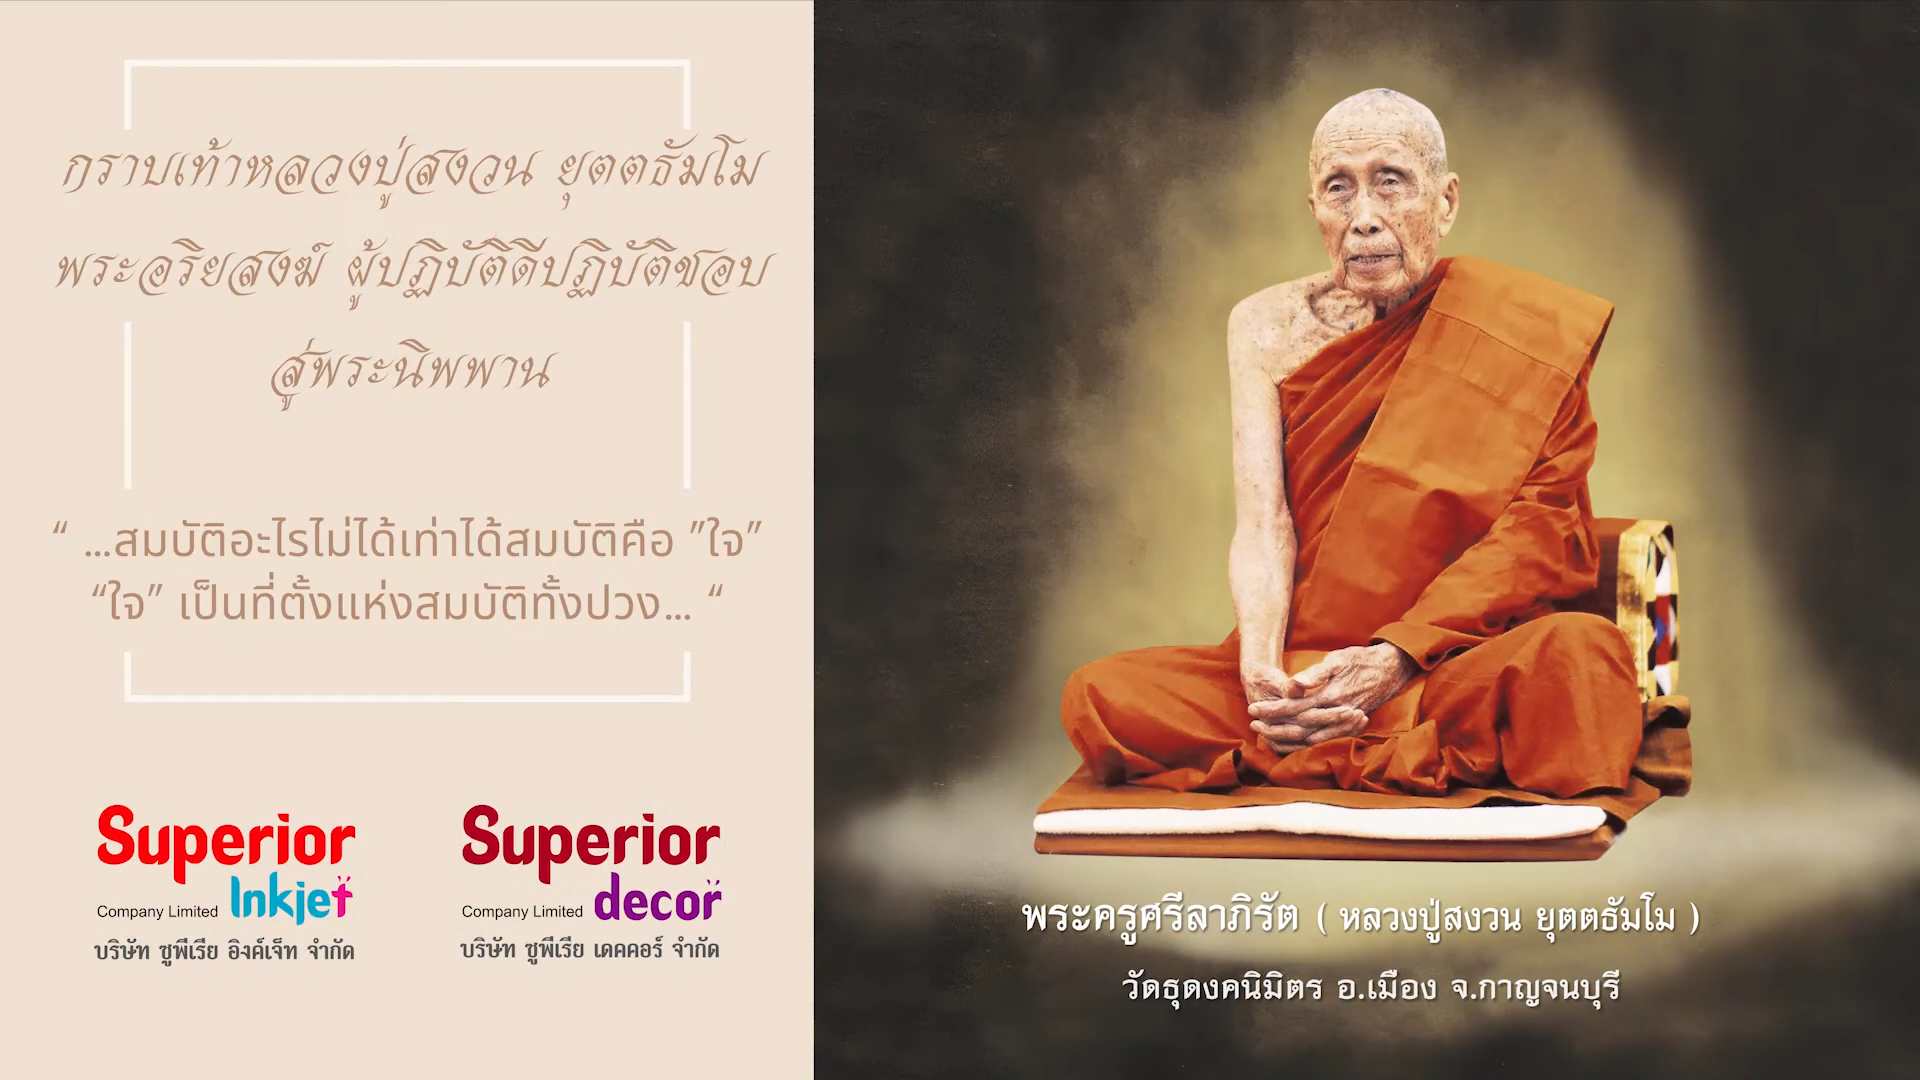 กราบเท้าหลวงปู่สงวน ยุตตธัมโม
พระอริยสงฆ์ ผู้ปฏิบัติดีปฏิบัติชอบ
สู่พระนิพพาน
“ ...สมบัติอะไรไม่ได้เท่าได้สมบัติคือ ”ใจ”
“ใจ” เป็นที่ตั้งแห่งสมบัติทั้งปวง... “
Superior
Inkjet
Company Limited
บริษัท ซูพีเรีย อิงค์เจ็ท จำกัด
Superior
decor
Company Limited
บริษัท ซูพีเรีย เดคคอร์ จำกัด
พระครูศรีลาภิรัต ( หลวงปู่สงวน ยุตตธัมโม )
วัดธุดงคนิมิตร อ.เมือง จ.กาญจนบุรี